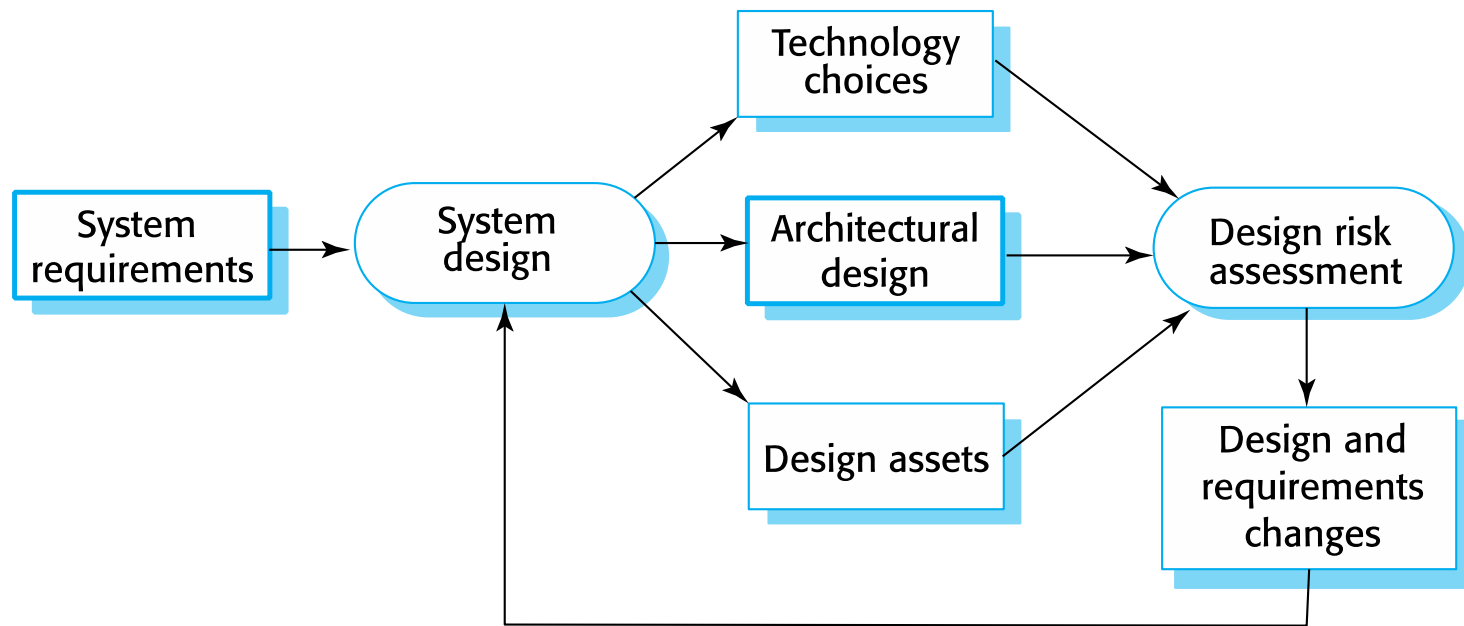 Technology
choices
System
requirements
System
design
Architectural
design
Design risk
assessment
Design assets
Design and
requirements
changes